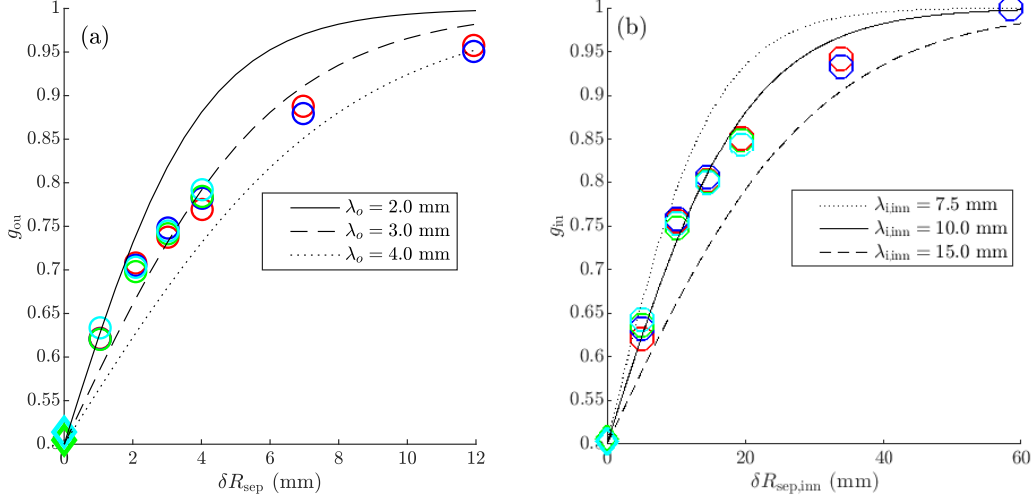 (a)
1
0.95
0.9
0.85
0.8
0.75
0.7
0.65
0.6
0.55
0.
g_ou
λ_o = 2.0 mm
λ_o = 3.0 mm
λ_o = 4.0 mm
0 2 4 6 8 10 12
δR_sep (mm)
(b)
1
0.95
0.9
0.85
0.8
0.75
0.7
0.65
0.6
0.55
0.
g_in
λ_i,inn = 7.5 mm
λ_i,inn = 10.0 mm
λ_i,inn = 15.0 mm
0 20 40 60
δR_sep,inn (mm)